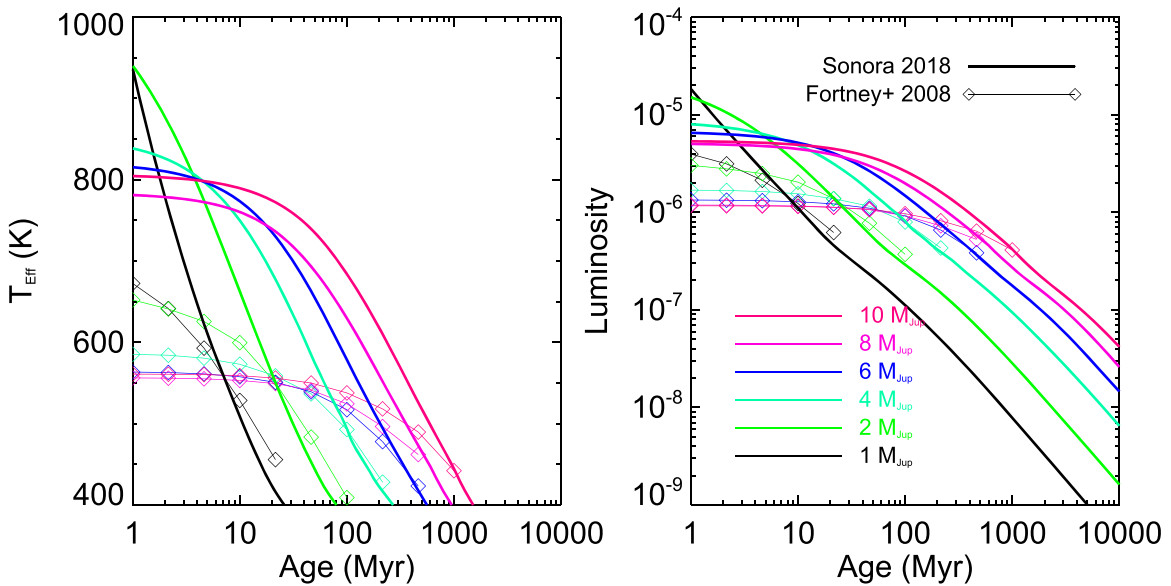 1000
800
600
400
T_Eff (K)
1
10
100
1000
10000
Age (Myr)
10^-4
10^-5
10^-6
10^-7
10^-8
10^-9
Luminosity
Sonora 2018
Fortney+ 2008
10 M_Jup
8 M_Jup
6 M_Jup
4 M_Jup
2 M_Jup
1 M_Jup
1
10
100
1000
10000
Age (Myr)